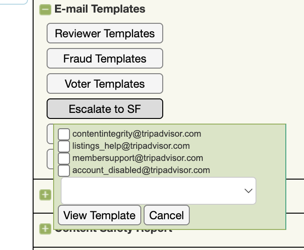 E-mail Templates
Reviewer Templates
Fraud Templates
Voter Templates
Escalate to SF
contentintegrity@tripadvisor.com
listings_help@tripadvisor.com
membersupport@tripadvisor.com
account_disabled@tripadvisor.com
View Template
Cancel
Content Safety Report